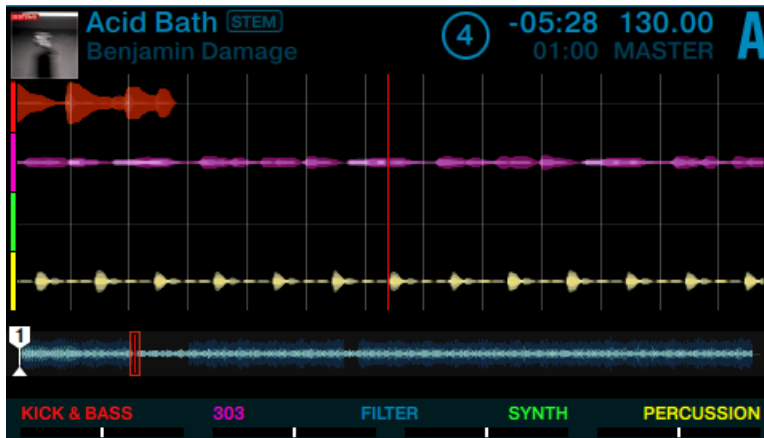 Acid Bath STEM
Benjamin Damage
4
-05:28 130.00
01:00 MASTER
A
1
KICK & BASS 303 FILTER SYNTH PERCUSSION